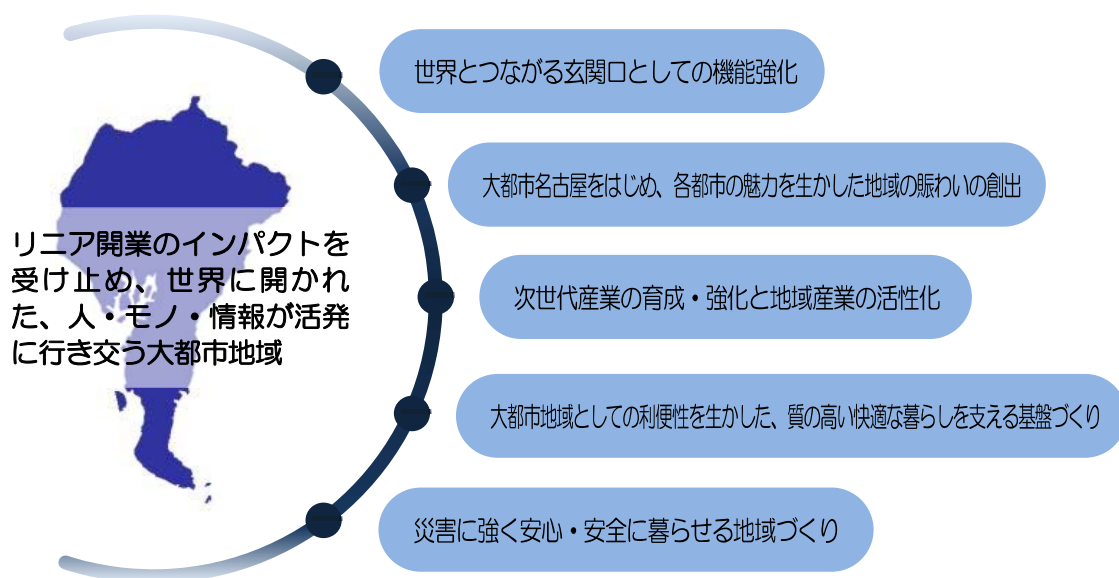 リニア開業のインパクトを
受け止め、世界に開かれ
た、人・モノ・情報が活発
に行き交う大都市地域
世界とつながる玄関口としての機能強化
大都市名古屋をはじめ、各都市の魅力を生かした地域の賑わいの創出
次世代産業の育成・強化と地域産業の活性化
大都市地域としての利便性を生かした、質の高い快適な暮らしを支える基盤づくり
災害に強く安心・安全に暮らせる地域づくり